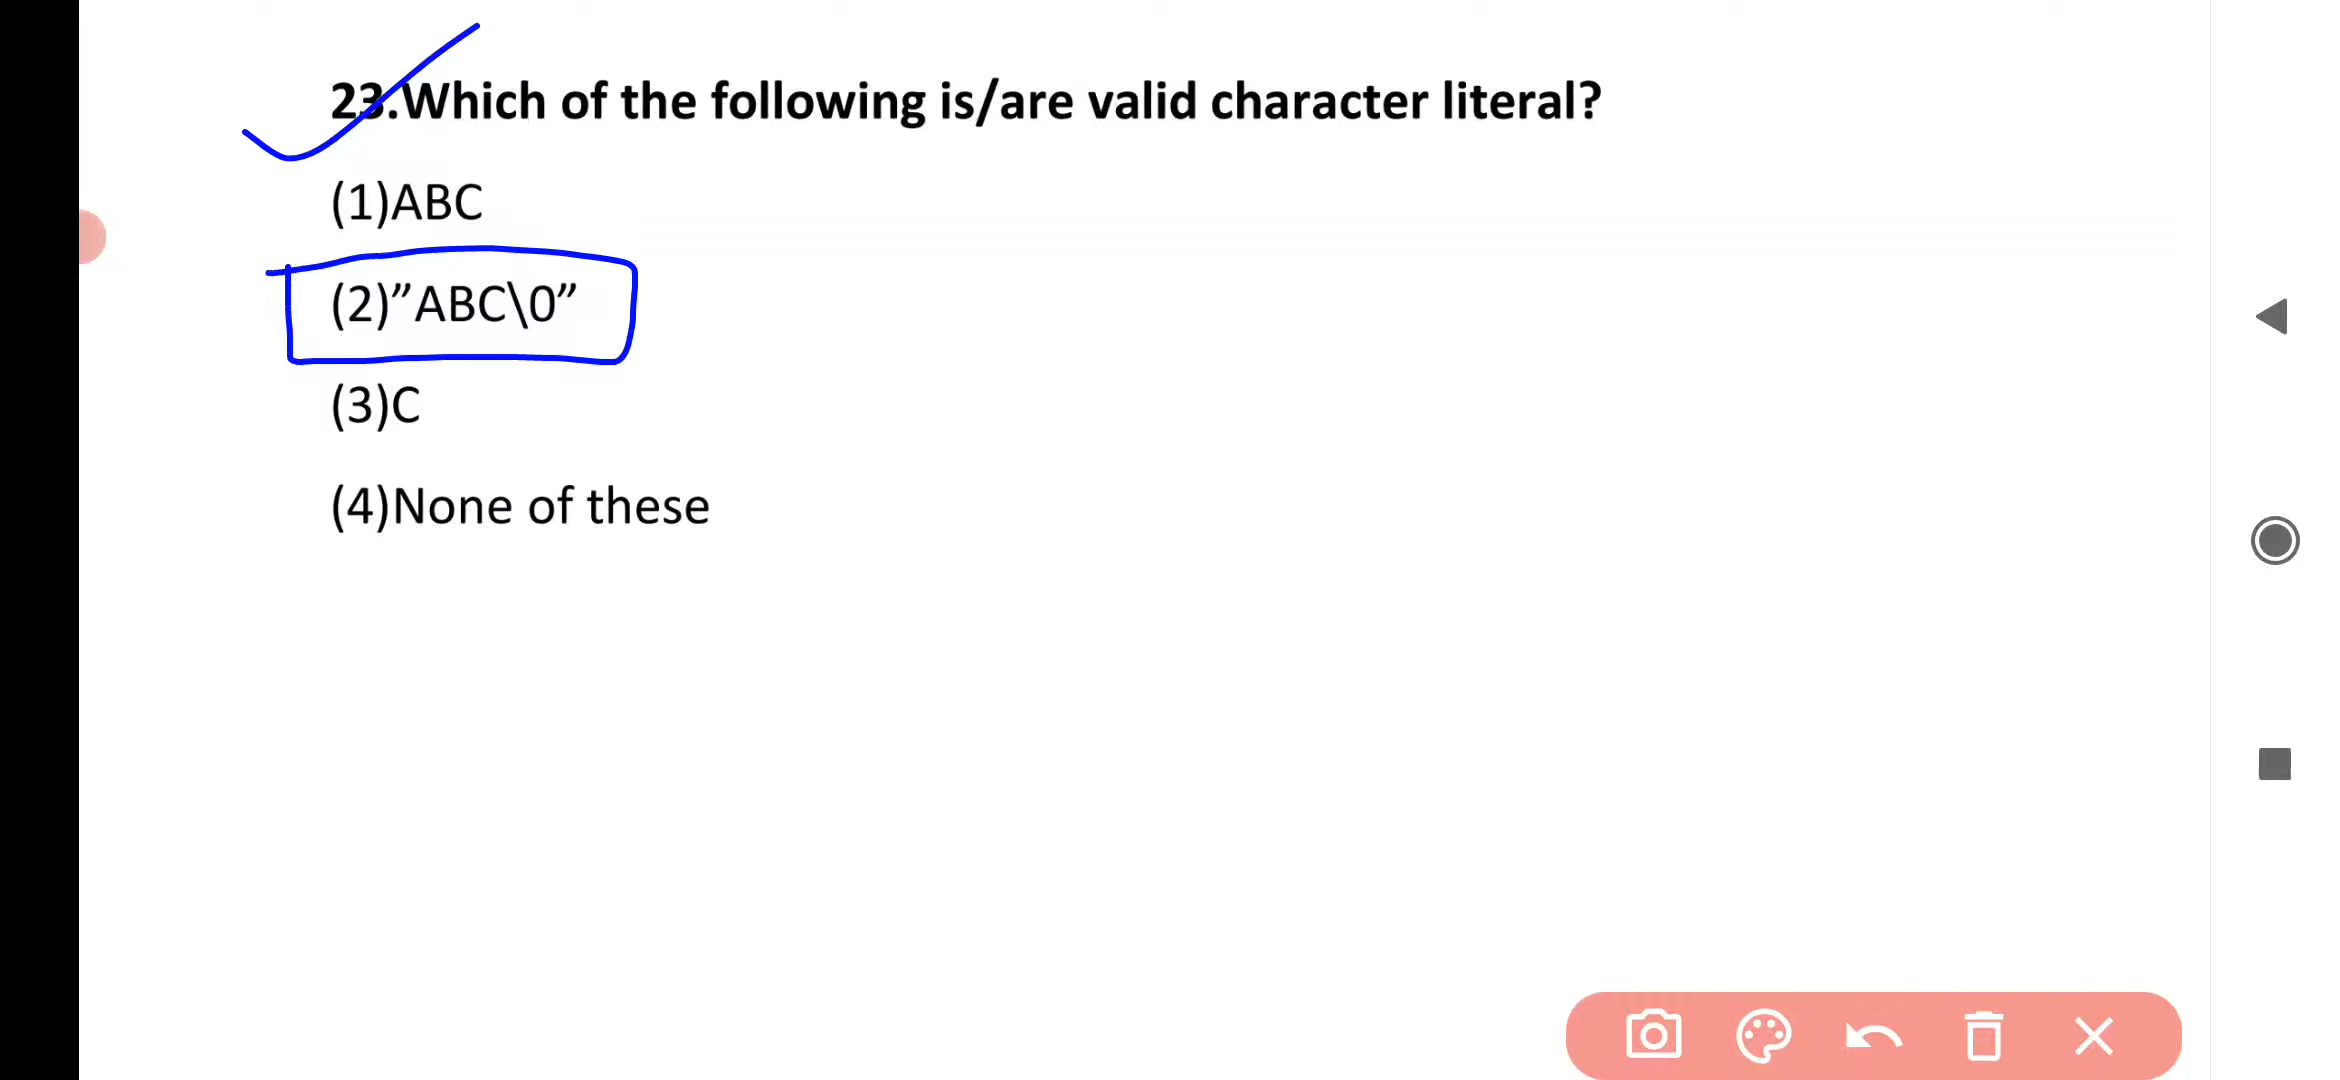 23.Which of the following is/are valid character literal?
(1)ABC
(2)”ABC\0”
(3)C
(4)None of these